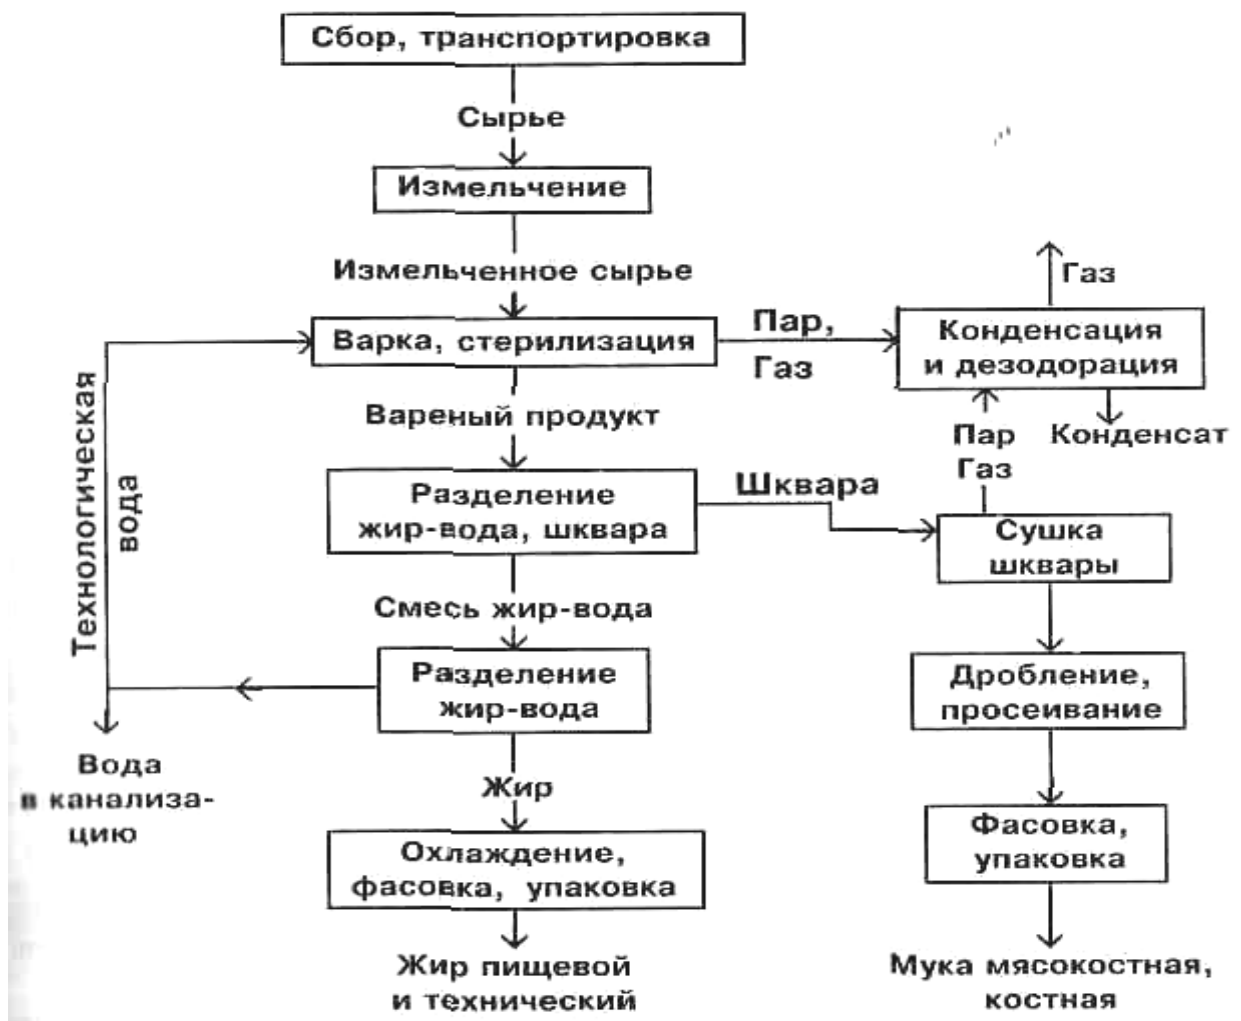 Сбор, транспортировка
Сырье
Измельчение
Измельченное сырье
Варка, стерилизация
Пар,
Газ
Газ
Конденсация
и дезодорация
Пар
Газ
Конденсат
Вареный продукт
Разделение
жир-вода, шквара
Шквара
Сушка
шквары
Смесь жир-вода
Разделение
жир-вода
Технологическая
вода
Вода
в канализа-
цию
Дробление,
просеивание
Жир
Охлаждение,
фасовка, упаковка
Фасовка,
упаковка
Жир пищевой
и технический
Мука мясокостная,
костная